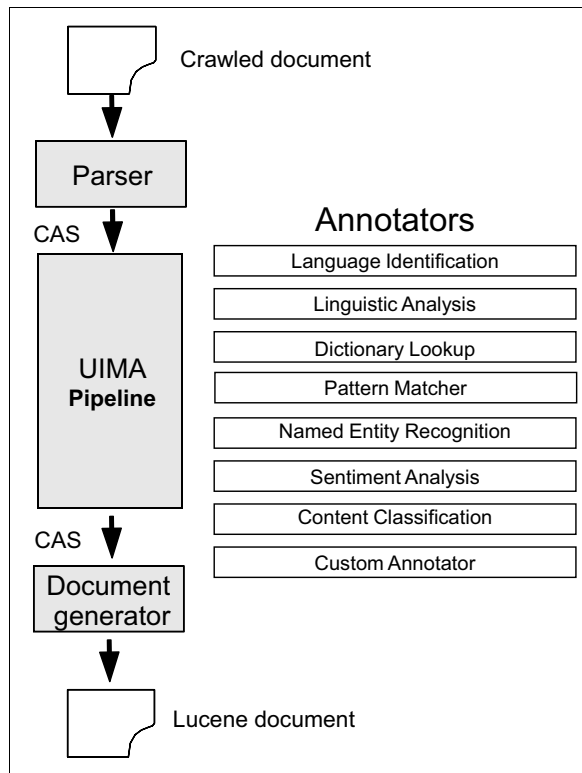 Crawled document
Parser
CAS
UIMA
Pipeline
CAS
Document
generator
Lucene document
Annotators
Language Identification
Linguistic Analysis
Dictionary Lookup
Pattern Matcher
Named Entity Recognition
Sentiment Analysis
Content Classification
Custom Annotator